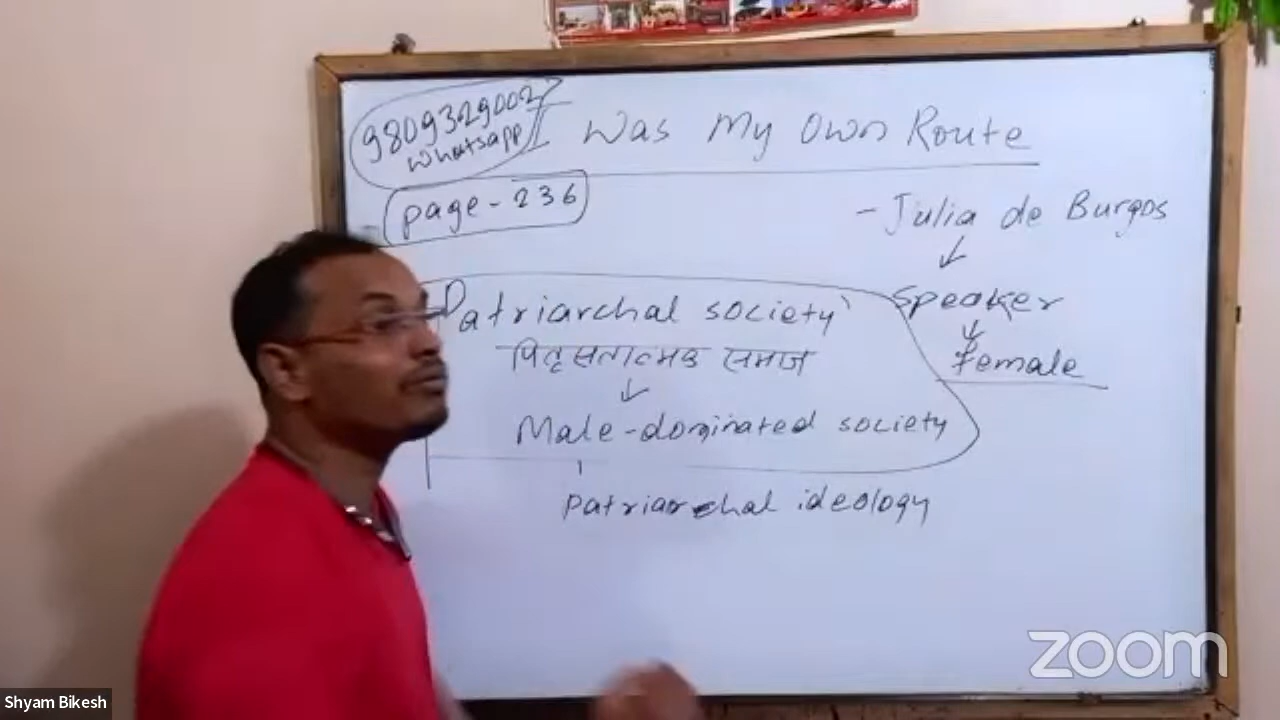 9809329002
Whatsapp
I Was My Own Route
page-236
- Julia de Burgos
Speaker
Female
Patriarchal society
पितृसत्तात्मक समाज
Male-dominated society
Patriarchal ideology
zoom
Shyam Bikesh